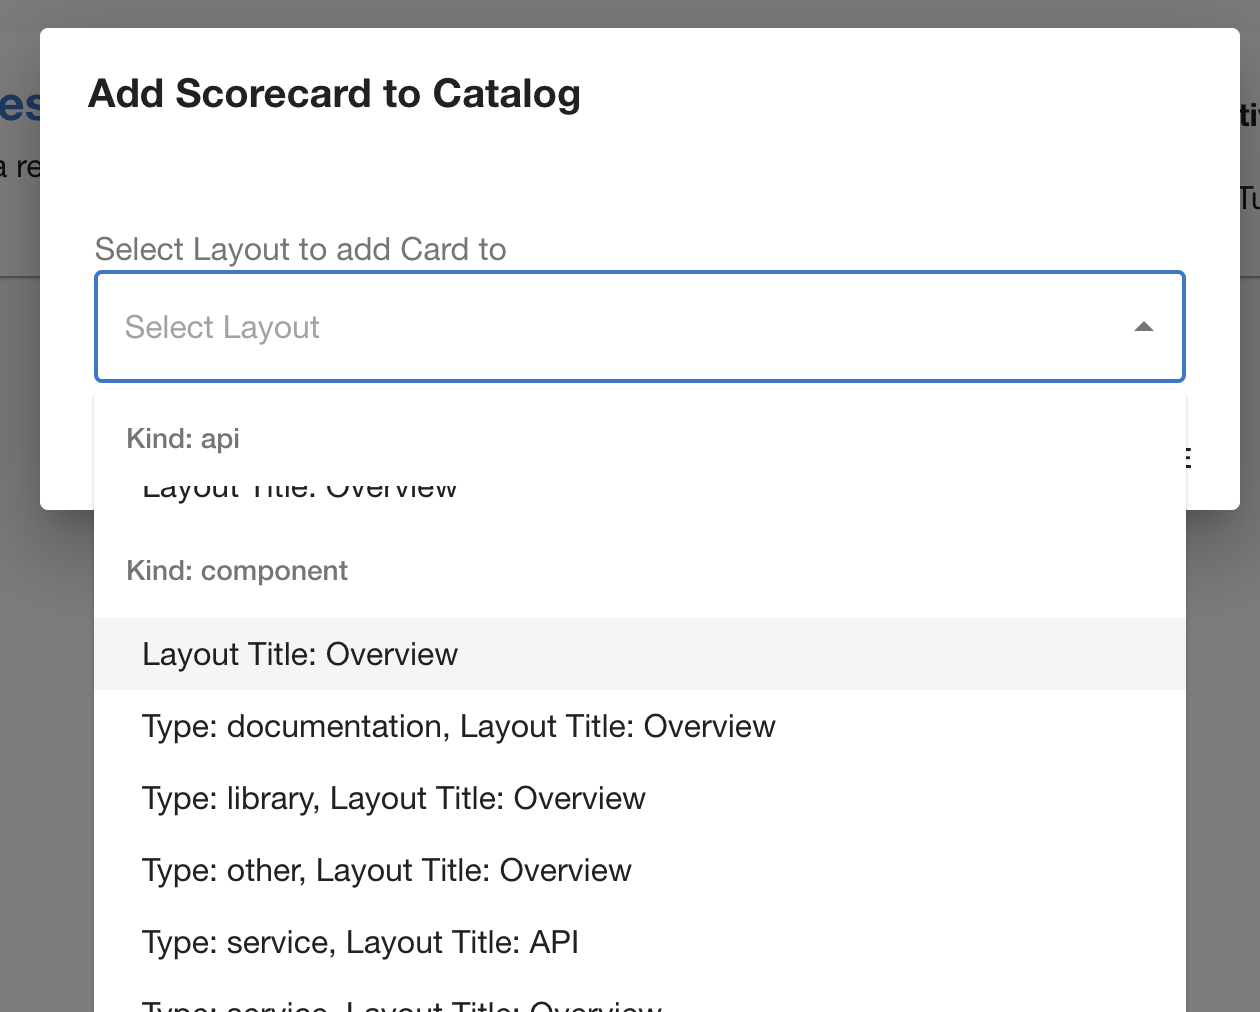 Add Scorecard to Catalog
Select Layout to add Card to
Select Layout
Kind: api
Layout Title: Overview
Kind: component
Layout Title: Overview
Type: documentation, Layout Title: Overview
Type: library, Layout Title: Overview
Type: other, Layout Title: Overview
Type: service, Layout Title: API
Type: service, Layout Title: Overview
es
a re